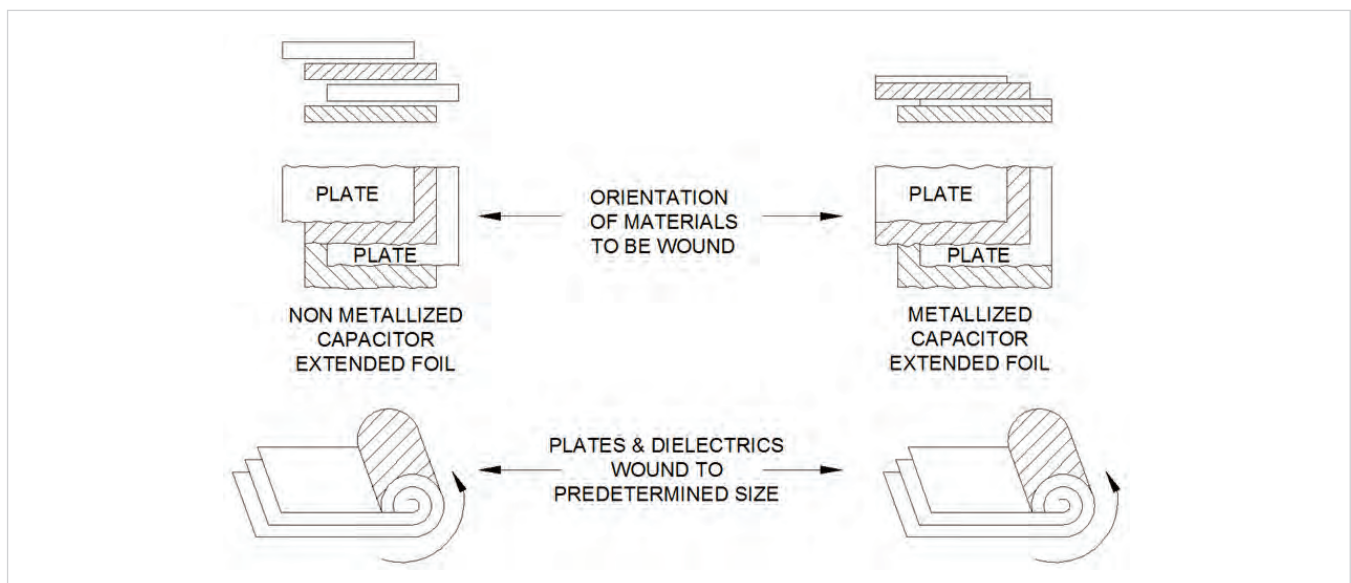 PLATE
PLATE
NON METALLIZED
CAPACITOR
EXTENDED FOIL
ORIENTATION
OF MATERIALS
TO BE WOUND
PLATE
PLATE
METALLIZED
CAPACITOR
EXTENDED FOIL
PLATES & DIELECTRICS
WOUND TO
PREDETERMINED SIZE